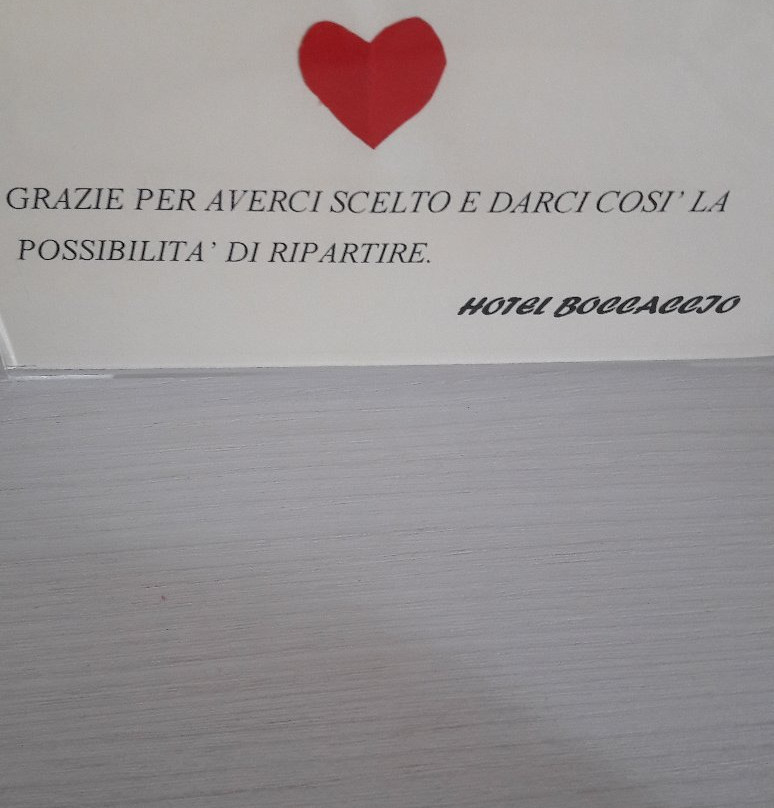 GRAZIE PER AVERCI SCELTO E DARCI COSI' LA
POSSIBILITA' DI RIPARTIRE.
HOTEL BOCCACCIO